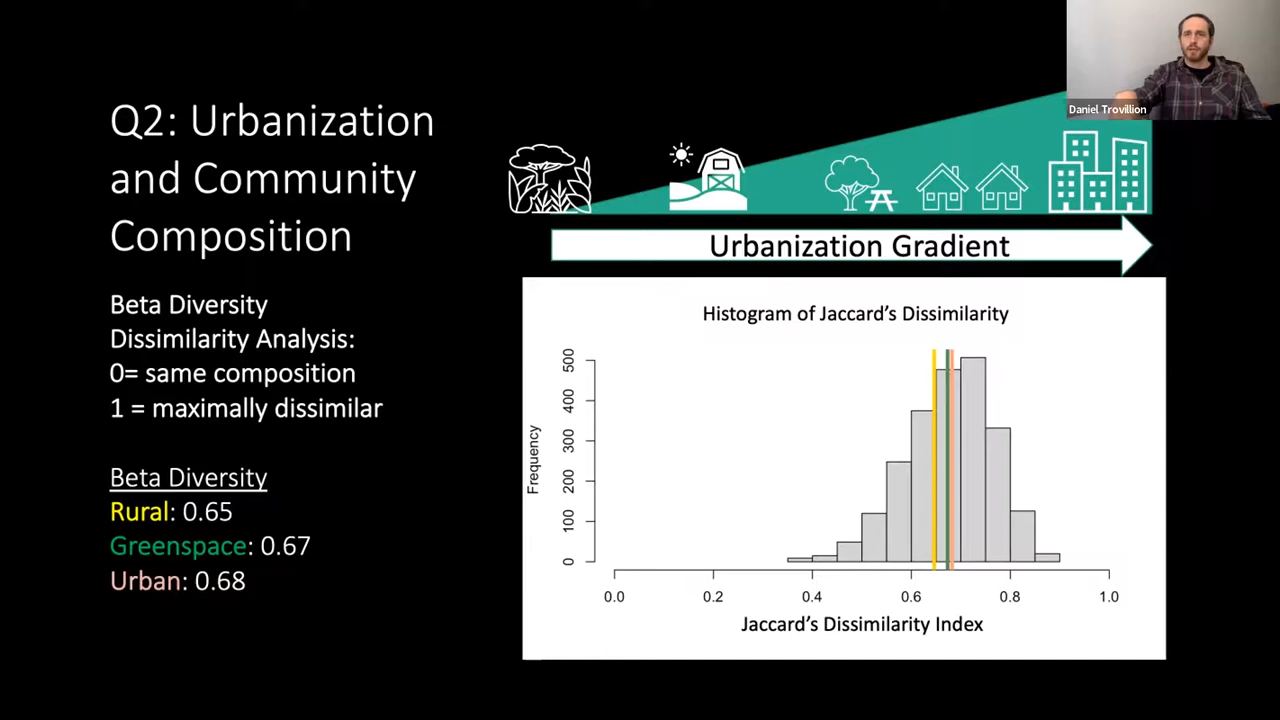 Daniel Trovillion
Q2: Urbanization
and Community
Composition
Urbanization Gradient
Beta Diversity
Dissimilarity Analysis:
0= same composition
1 = maximally dissimilar
Beta Diversity
Rural: 0.65
Greenspace: 0.67
Urban: 0.68
Histogram of Jaccard’s Dissimilarity
Frequency
500
400
300
200
100
0
0.0 0.2 0.4 0.6 0.8 1.0
Jaccard’s Dissimilarity Index